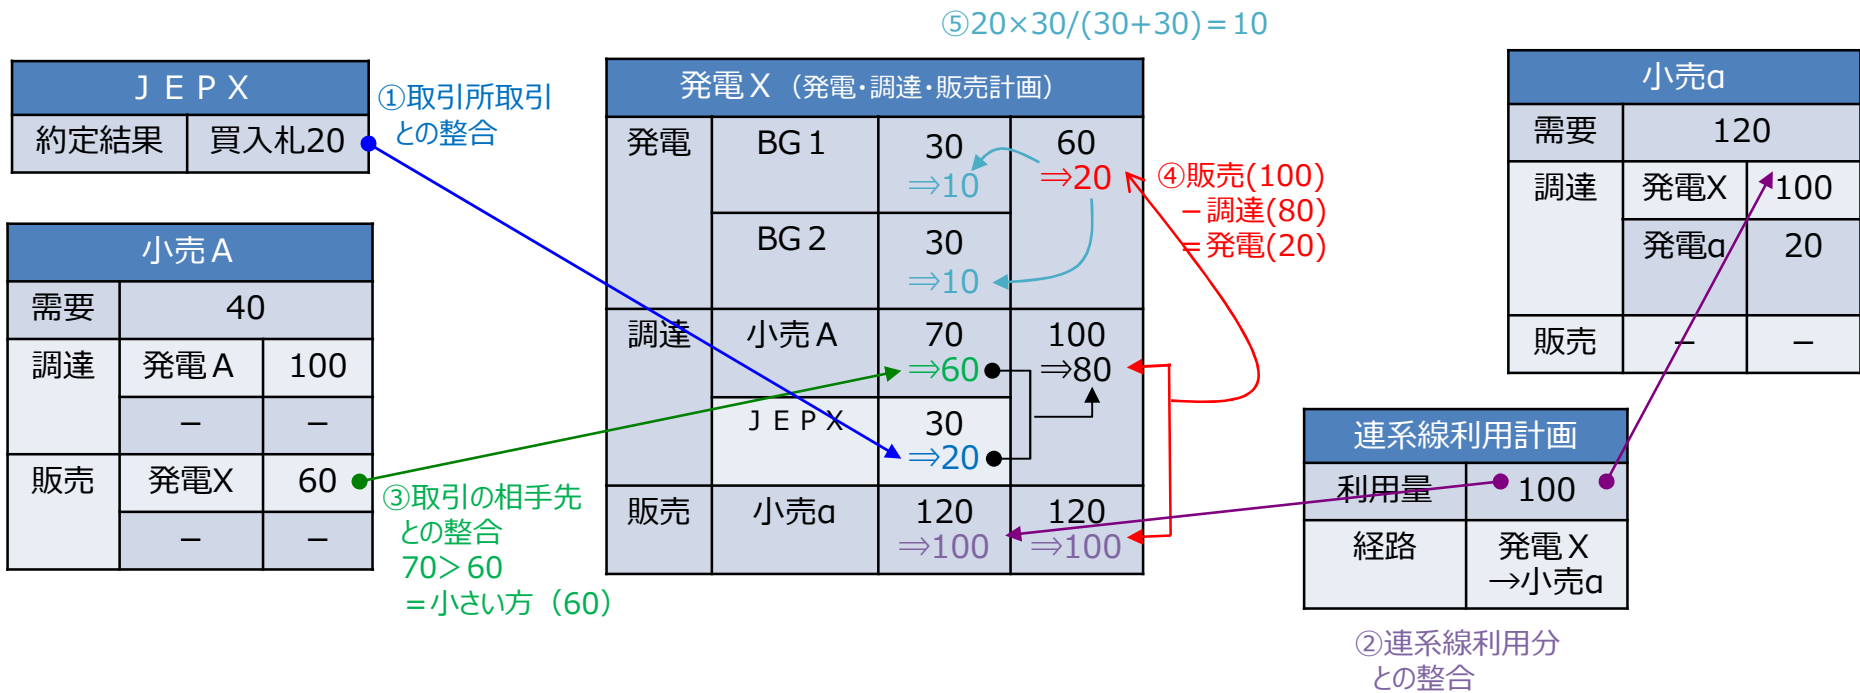 ⑤20×30/(30+30)=10
ＪＥＰＸ
約定結果 買入札20
①取引所取引
との整合
小売Ａ
需要 40
調達 発電Ａ 100
－ －
販売 発電X 60
－ －
③取引の相手先
との整合
70＞60
＝小さい方（60）
発電Ｘ（発電・調達・販売計画）
発電 BG１ 30 60
⇒10 ⇒20
BG２ 30
⇒10
調達 小売Ａ 70 100
⇒60 ⇒80
ＪＥＰＸ 30
⇒20
販売 小売α 120 120
⇒100 ⇒100
④販売(100)
－調達(80)
＝発電(20)
小売α
需要 120
調達 発電X 100
発電α 20
販売 － －
連系線利用計画
利用量 100
経路 発電Ｘ
→小売α
②連系線利用分
との整合